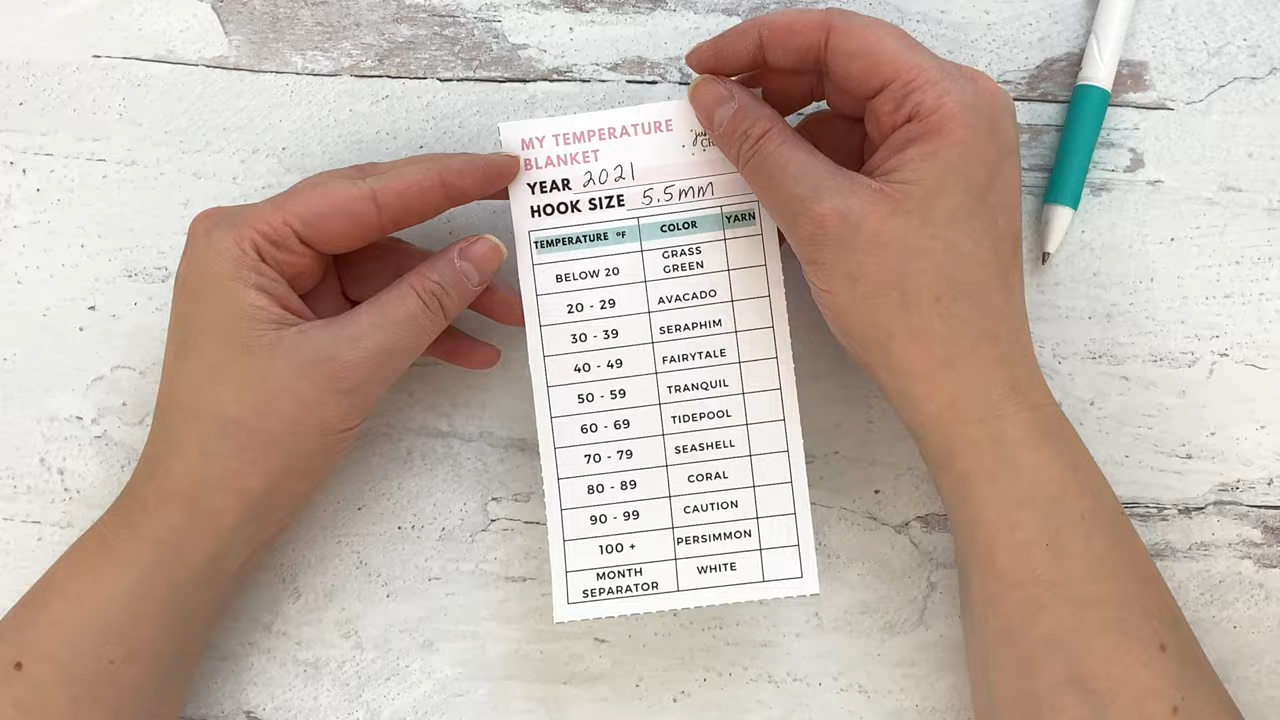 MY TEMPERATURE
BLANKET
YEAR 2021
HOOK SIZE 5.5mm
TEMPERATURE °F COLOR YARN
BELOW 20 GRASS GREEN
20 - 29 AVACADO
30 - 39 SERAPHIM
40 - 49 FAIRYTALE
50 - 59 TRANQUIL
60 - 69 TIDEPOOL
70 - 79 SEASHELL
80 - 89 CORAL
90 - 99 CAUTION
100 + PERSIMMON
MONTH SEPARATOR WHITE